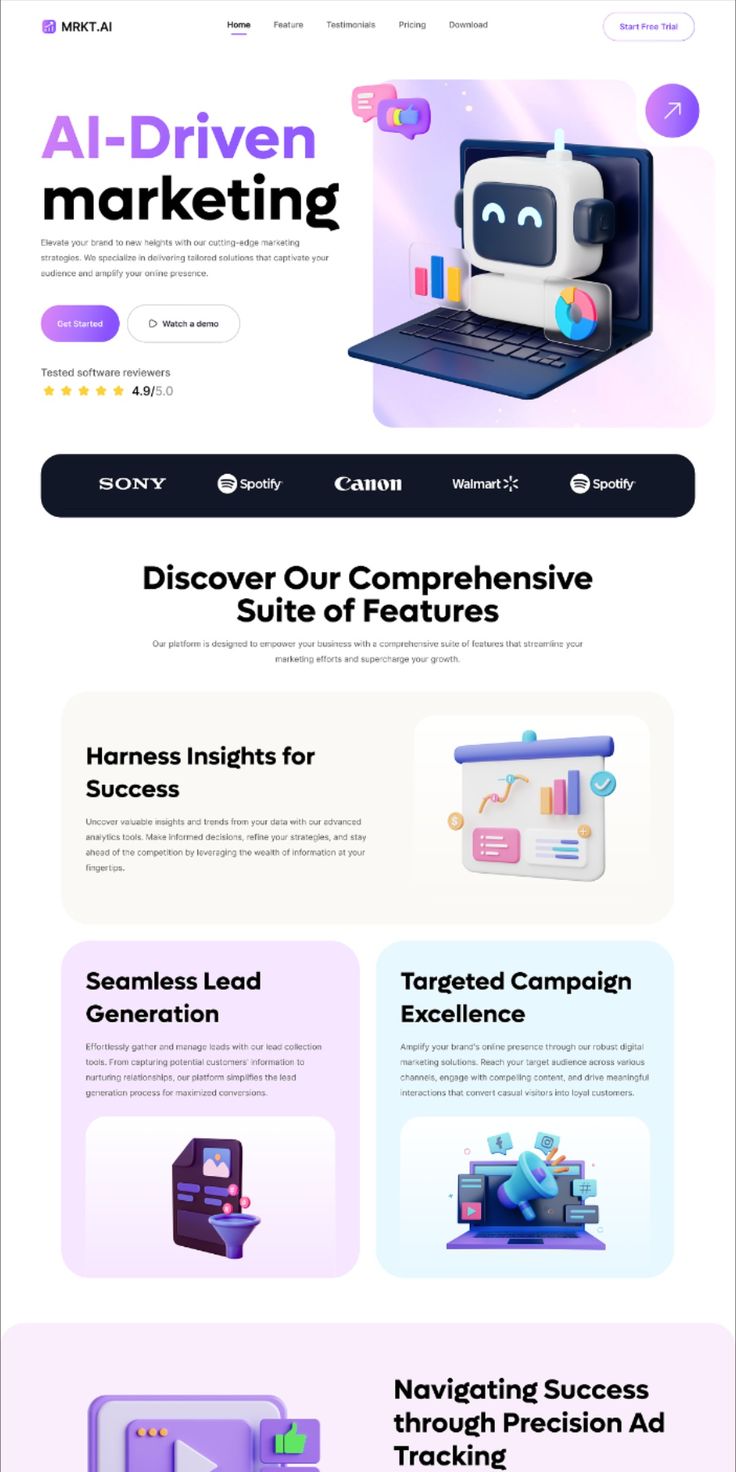 MRKT.AI
Home Feature Testimonials Pricing Download
Start Free Trial
AI-Driven
marketing
Elevate your brand to new heights with our cutting-edge marketing
strategies. We specialize in delivering tailored solutions that captivate your
audience and amplify your online presence.
Get Started
Watch a demo
Tested software reviewers
4.9/5.0
SONY Spotify Canon Walmart Spotify
Discover Our Comprehensive
Suite of Features
Our platform is designed to empower your business with a comprehensive suite of features that streamline your
marketing efforts and supercharge your growth.
Harness Insights for
Success
Uncover valuable insights and trends from your data with our advanced
analytics tools. Make informed decisions, refine your strategies, and stay
ahead of the competition by leveraging the wealth of information at your
fingertips.
$
Seamless Lead
Generation
Effortlessly gather and manage leads with our lead collection
tools. From capturing potential customers' information to
nurturing relationships, our platform simplifies the lead
generation process for maximized conversions.
Targeted Campaign
Excellence
Amplify your brand's online presence through our robust digital
marketing solutions. Reach your target audience across various
channels, engage with compelling content, and drive meaningful
interactions that convert casual visitors into loyal customers.
f
#
Navigating Success
through Precision Ad
Tracking